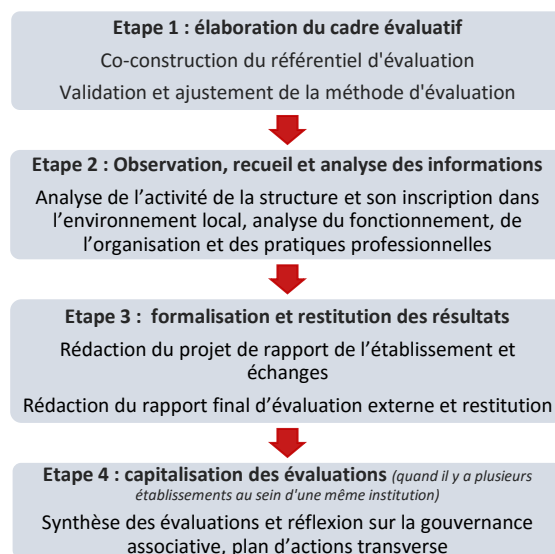 Etape 1 : élaboration du cadre évaluatif
Co-construction du référentiel d'évaluation
Validation et ajustement de la méthode d'évaluation
Etape 2 : Observation, recueil et analyse des informations
Analyse de l’activité de la structure et son inscription dans
l’environnement local, analyse du fonctionnement, de
l’organisation et des pratiques professionnelles
Etape 3 : formalisation et restitution des résultats
Rédaction du projet de rapport de l’établissement et
échanges
Rédaction du rapport final d’évaluation externe et restitution
Etape 4 : capitalisation des évaluations (quand il y a plusieurs
établissements au sein d'une même institution)
Synthèse des évaluations et réflexion sur la gouvernance
associative, plan d’actions transverse